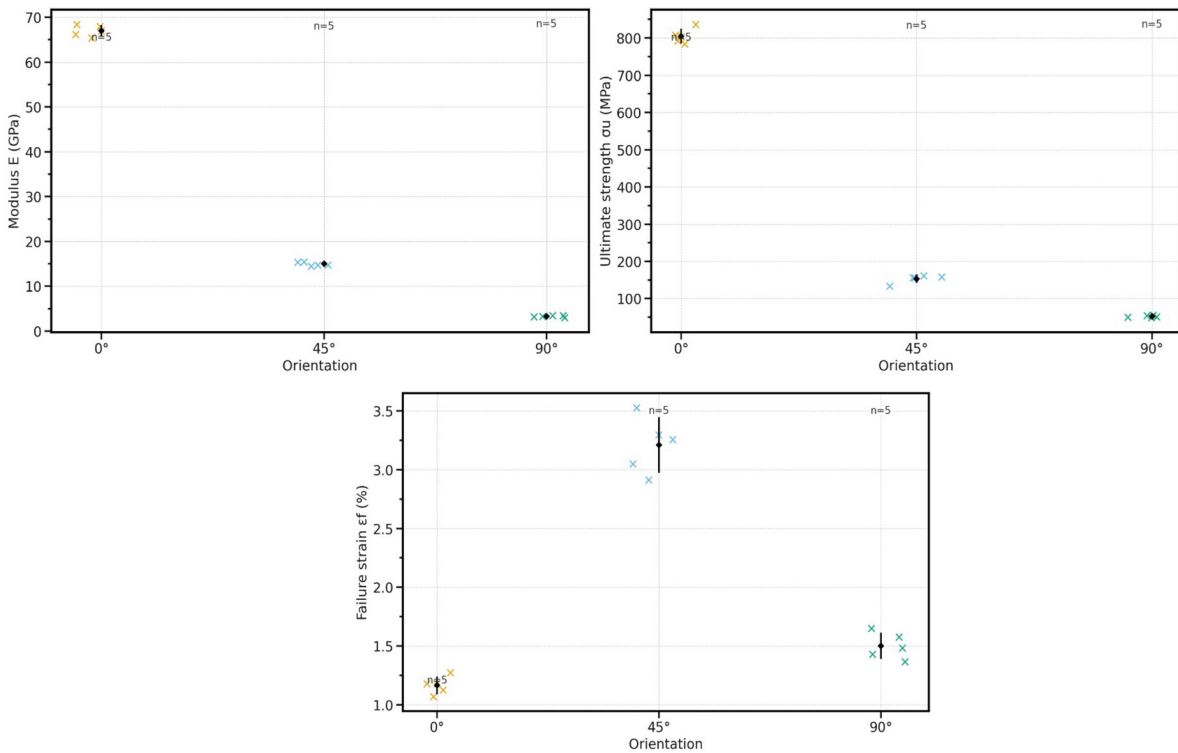 70
60
50
40
30
20
10
0
Modulus E (GPa)
n=5
n=5
n=5
0°
45°
90°
Orientation
800
700
600
500
400
300
200
100
Ultimate strength σu (MPa)
n=5
n=5
n=5
0°
45°
90°
Orientation
3.5
3.0
2.5
2.0
1.5
1.0
Failure strain εf (%)
n=5
n=5
n=5
0°
45°
90°
Orientation